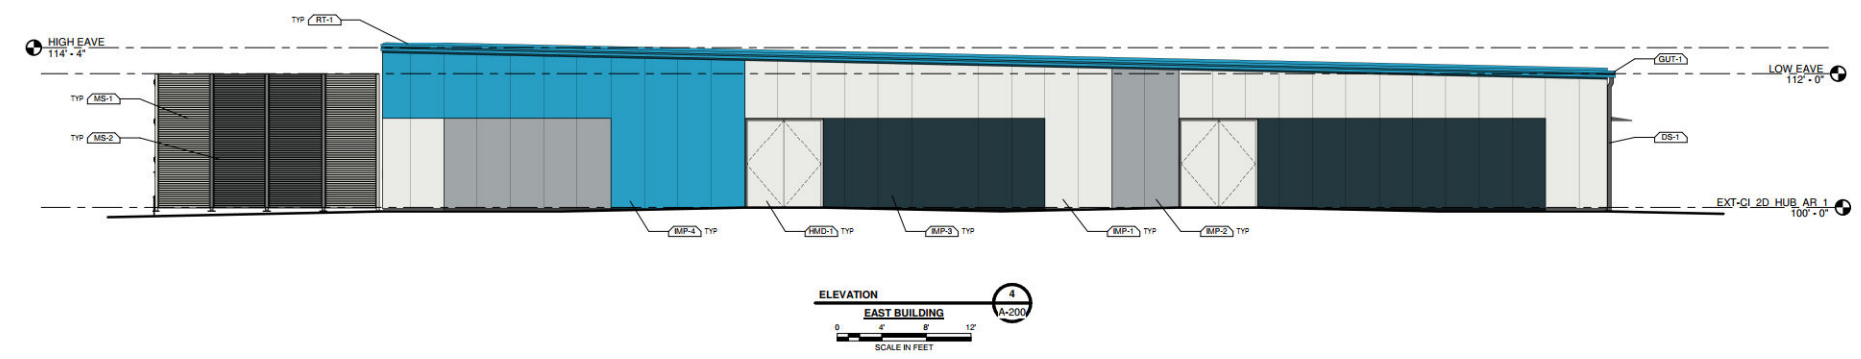 TYP RT-1
HIGH EAVE
114' - 4"
GUT-1
LOW EAVE
112' - 0"
TYP MS-1
TYP MS-2
DS-1
EXT-CI_2D_HUB_AR_1
100' - 0"
IMP-4 TYP
HMD-1 TYP
IMP-3 TYP
IMP-1 TYP
IMP-2 TYP
ELEVATION
4
A-200
EAST BUILDING
0 4' 8' 12'
SCALE IN FEET